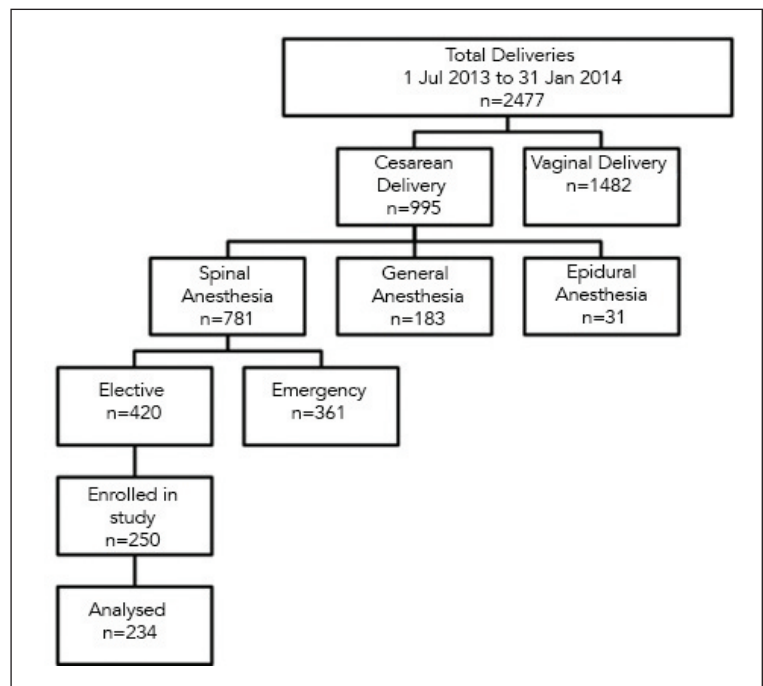 Total Deliveries
1 Jul 2013 to 31 Jan 2014
n=2477
Cesarean
Delivery
n=995
Vaginal Delivery
n=1482
Spinal
Anesthesia
n=781
General
Anesthesia
n=183
Epidural
Anesthesia
n=31
Elective
n=420
Emergency
n=361
Enrolled in
study
n=250
Analysed
n=234